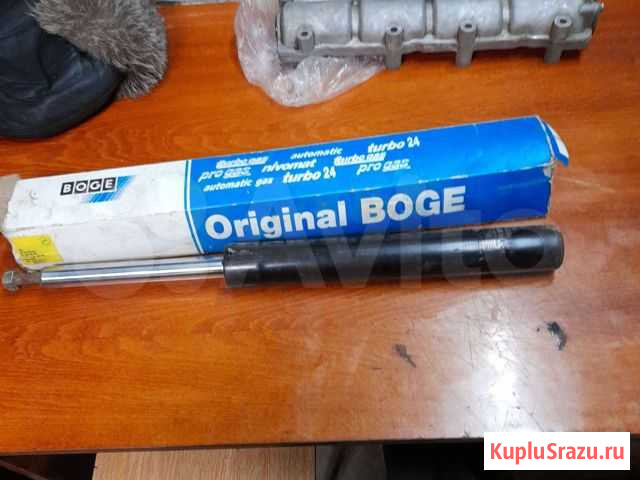 automatic turbo 24
turbo gas nivomat turbo gas
pro gas turbo 24 pro gas
automatic gas
BOGE
Original BOGE
Avito
KupluSrazu.ru